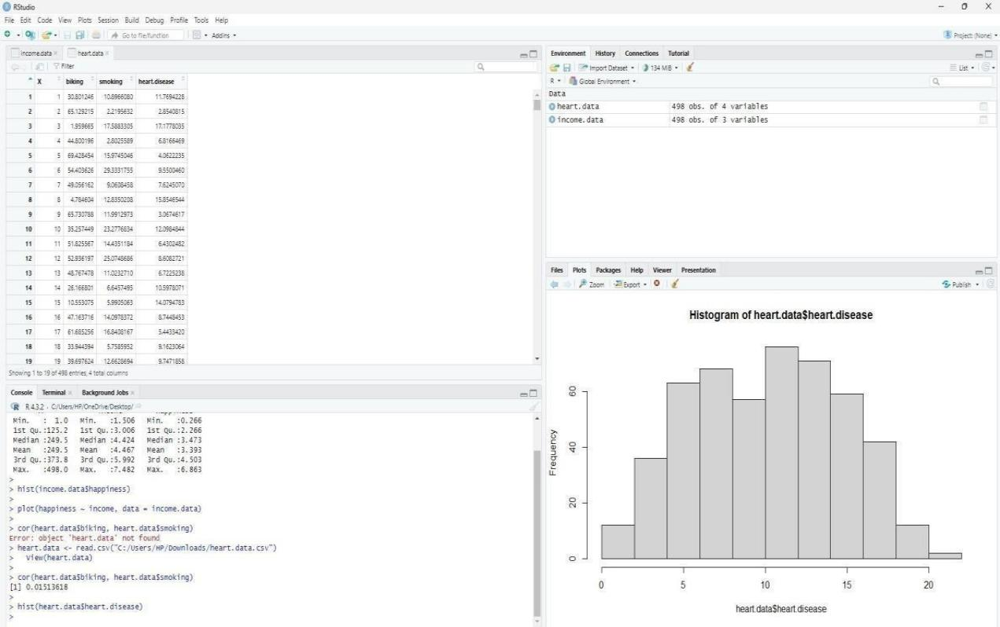 RStudio
File Edit Code View Plots Session Build Debug Profile Tools Help
Go to file/function Addins Project: (None)
income.data heart.data
Filter
X biking smoking heart.disease
1 1 30.801246 10.8966080 11.7694228
2 2 65.129215 2.2195632 2.8540815
3 3 1.959665 17.5883305 17.1778035
4 4 44.800196 2.8025589 6.8166469
5 5 69.428454 15.9745046 4.0622235
6 6 54.403626 29.3331755 9.5500460
7 7 49.056162 9.0608458 7.6245070
8 8 4.784604 12.8350208 15.8546544
9 9 65.730788 11.9912973 3.0674617
10 10 35.257449 23.2776834 12.0984844
11 11 51.825567 14.4351184 6.4302482
12 12 52.936197 25.0748686 8.6082721
13 13 48.767478 11.0232710 6.7225238
14 14 26.166801 6.6457495 10.5978071
15 15 10.553075 5.9905063 14.0794783
16 16 47.163716 14.0978372 8.7448453
17 17 61.685256 16.8408167 5.4433420
18 18 33.944394 5.7585952 9.1623064
19 19 39.697624 12.6628694 9.7471858
Showing 1 to 19 of 498 entries, 4 total columns
Console Terminal Background Jobs
R 4.3.2 · C:/Users/HP/OneDrive/Desktop/
Min. : 1.0 Min. :1.506 Min. :0.266
1st Qu.:125.2 1st Qu.:3.006 1st Qu.:2.266
Median :249.5 Median :4.424 Median :3.473
Mean :249.5 Mean :4.467 Mean :3.393
3rd Qu.:373.8 3rd Qu.:5.992 3rd Qu.:4.503
Max. :498.0 Max. :7.482 Max. :6.863
>
> hist(income.data$happiness)
>
> plot(happiness ~ income, data = income.data)
>
> cor(heart.data$biking, heart.data$smoking)
Error: object 'heart.data' not found
> heart.data <- read.csv("C:/Users/HP/Downloads/heart.data.csv")
> View(heart.data)
>
> cor(heart.data$biking, heart.data$smoking)
[1] 0.01513618
>
> hist(heart.data$heart.disease)
>
Environment History Connections Tutorial
Import Dataset 134 MiB List
R Global Environment
Data
heart.data 498 obs. of 4 variables
income.data 498 obs. of 3 variables
Files Plots Packages Help Viewer Presentation
Zoom Export Publish
Histogram of heart.data$heart.disease
Frequency
60
40
20
0
0 5 10 15 20
heart.data$heart.disease